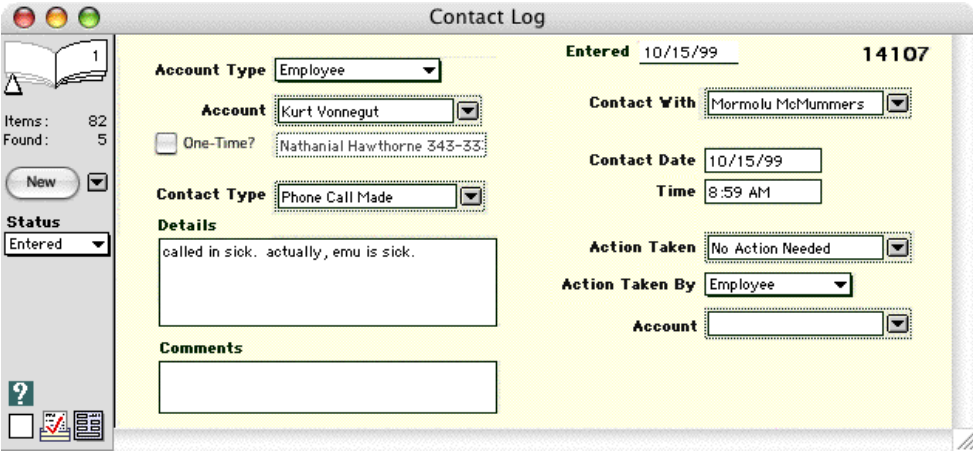 Contact Log
1
Items: 82
Found: 5
New
Status
Entered
Account Type Employee
Account Kurt Vonnegut
One-Time? Nathanial Hawthorne 343-33
Contact Type Phone Call Made
Details
called in sick. actually, emu is sick.
Comments
Entered 10/15/99 14107
Contact With Mormolu McMummers
Contact Date 10/15/99
Time 8:59 AM
Action Taken No Action Needed
Action Taken By Employee
Account
?